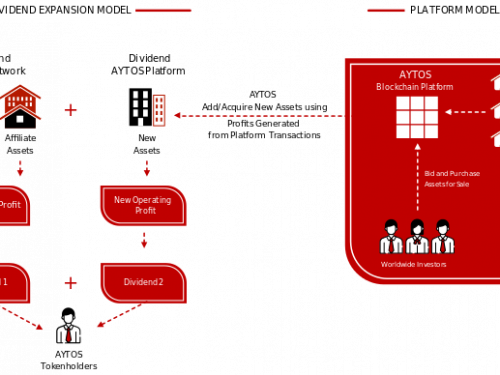 VIDEND EXPANSION MODEL
PLATFORM MODEL
nd
twork
Dividend
AYTOS Platform
Affiliate
Assets
New
Assets
AYTOS
Add/Acquire New Assets using
Profits Generated
from Platform Transactions
AYTOS
Blockchain Platform
Bid and Purchase
Assets for Sale
Worldwide Investors
Profit
New Operating
Profit
1
Dividend 2
AYTOS
Tokenholders